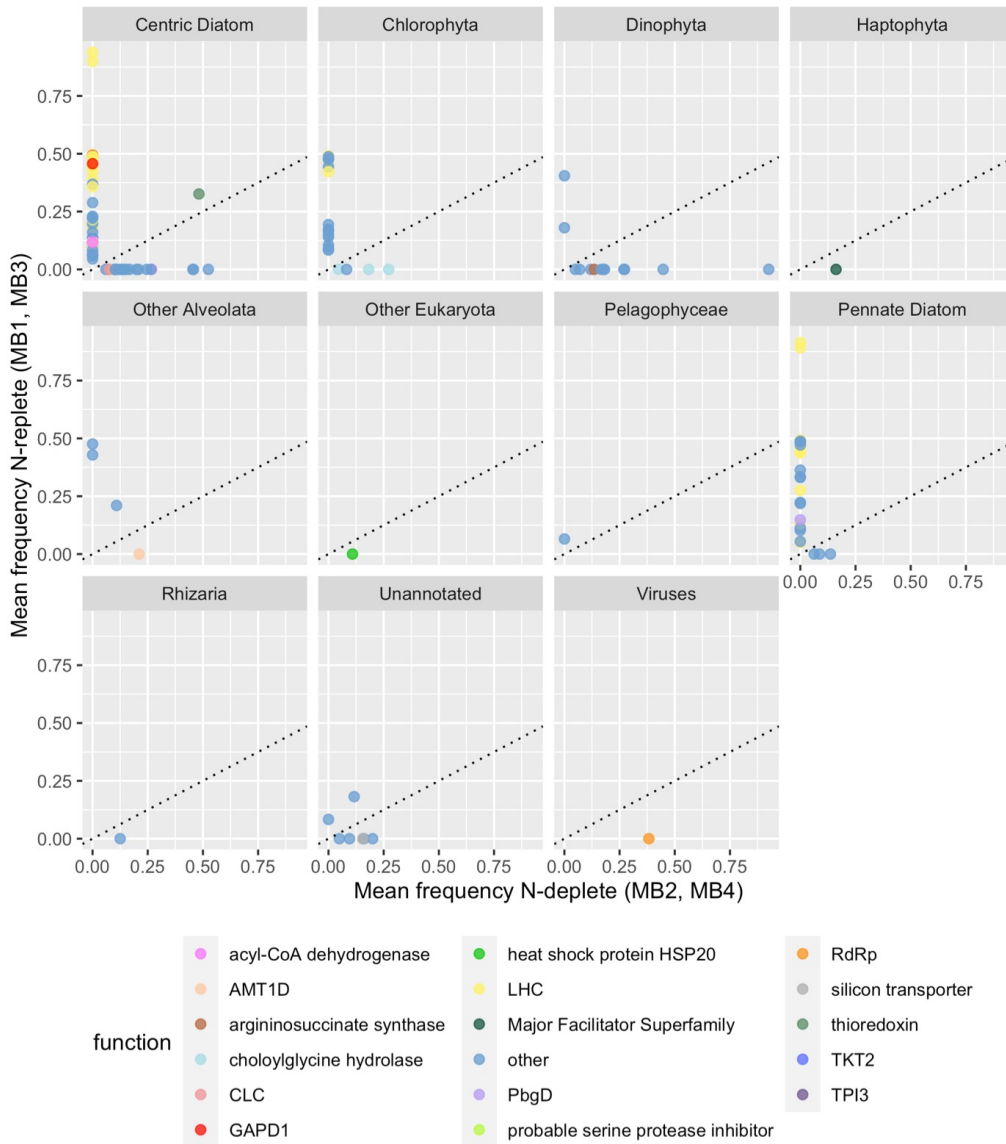 Centric Diatom
Chlorophyta
Dinophyta
Haptophyta
0.75
0.50
0.25
0.00
Other Alveolata
Other Eukaryota
Pelagophyceae
Pennate Diatom
0.75
0.50
0.25
0.00
0.00 0.25 0.50 0.75
Rhizaria
Unannotated
Viruses
0.75
0.50
0.25
0.00
0.00 0.25 0.50 0.75
0.00 0.25 0.50 0.75
0.00 0.25 0.50 0.75
Mean frequency N-replete (MB1, MB3)
Mean frequency N-deplete (MB2, MB4)
function
acyl-CoA dehydrogenase
AMT1D
argininosuccinate synthase
choloylglycine hydrolase
CLC
GAPD1
heat shock protein HSP20
LHC
Major Facilitator Superfamily
other
PbgD
probable serine protease inhibitor
RdRp
silicon transporter
thioredoxin
TKT2
TPI3